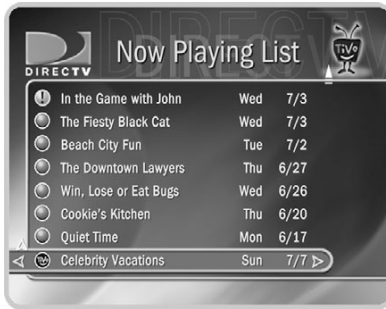 DIRECTV
DIRECTV
Now Playing List
TiVo
In the Game with John Wed 7/3
The Fiesty Black Cat Wed 7/3
Beach City Fun Tue 7/2
The Downtown Lawyers Thu 6/27
Win, Lose or Eat Bugs Wed 6/26
Cookie's Kitchen Thu 6/20
Quiet Time Mon 6/17
TiVo Celebrity Vacations Sun 7/7